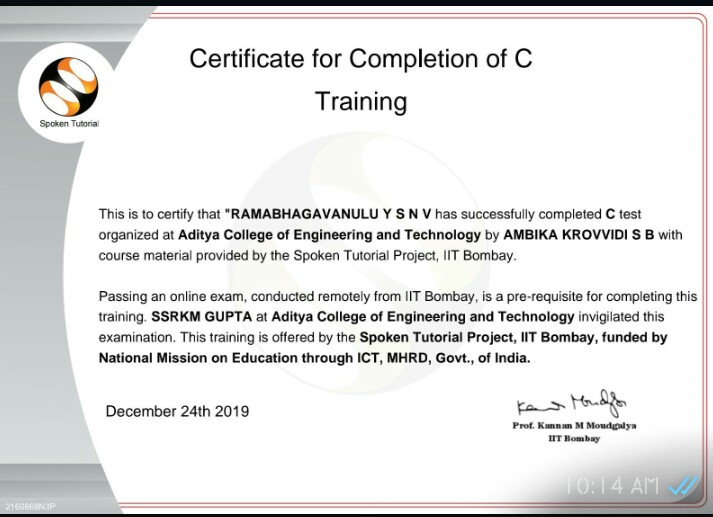 Certificate for Completion of C
Training
Spoken Tutorial
This is to certify that "RAMABHAGAVANULU Y S N V has successfully completed C test
organized at Aditya College of Engineering and Technology by AMBIKA KROVVIDI S B with
course material provided by the Spoken Tutorial Project, IIT Bombay.
Passing an online exam, conducted remotely from IIT Bombay, is a pre-requisite for completing this
training. SSRKM GUPTA at Aditya College of Engineering and Technology invigilated this
examination. This training is offered by the Spoken Tutorial Project, IIT Bombay, funded by
National Mission on Education through ICT, MHRD, Govt., of India.
December 24th 2019
Prof. Kannan M Moudgalya
IIT Bombay
10:14 AM
2160668N3P